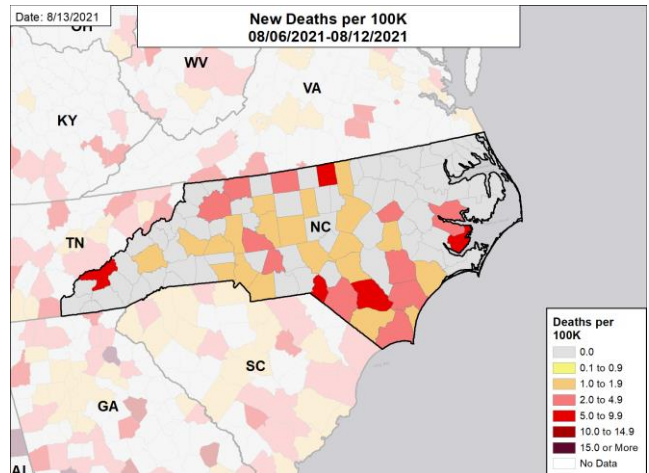 Date: 8/13/2021
New Deaths per 100K
08/06/2021-08/12/2021
OH
WV
VA
KY
NC
TN
SC
GA
AL
Deaths per
100K
0.0
0.1 to 0.9
1.0 to 1.9
2.0 to 4.9
5.0 to 9.9
10.0 to 14.9
15.0 or More
No Data